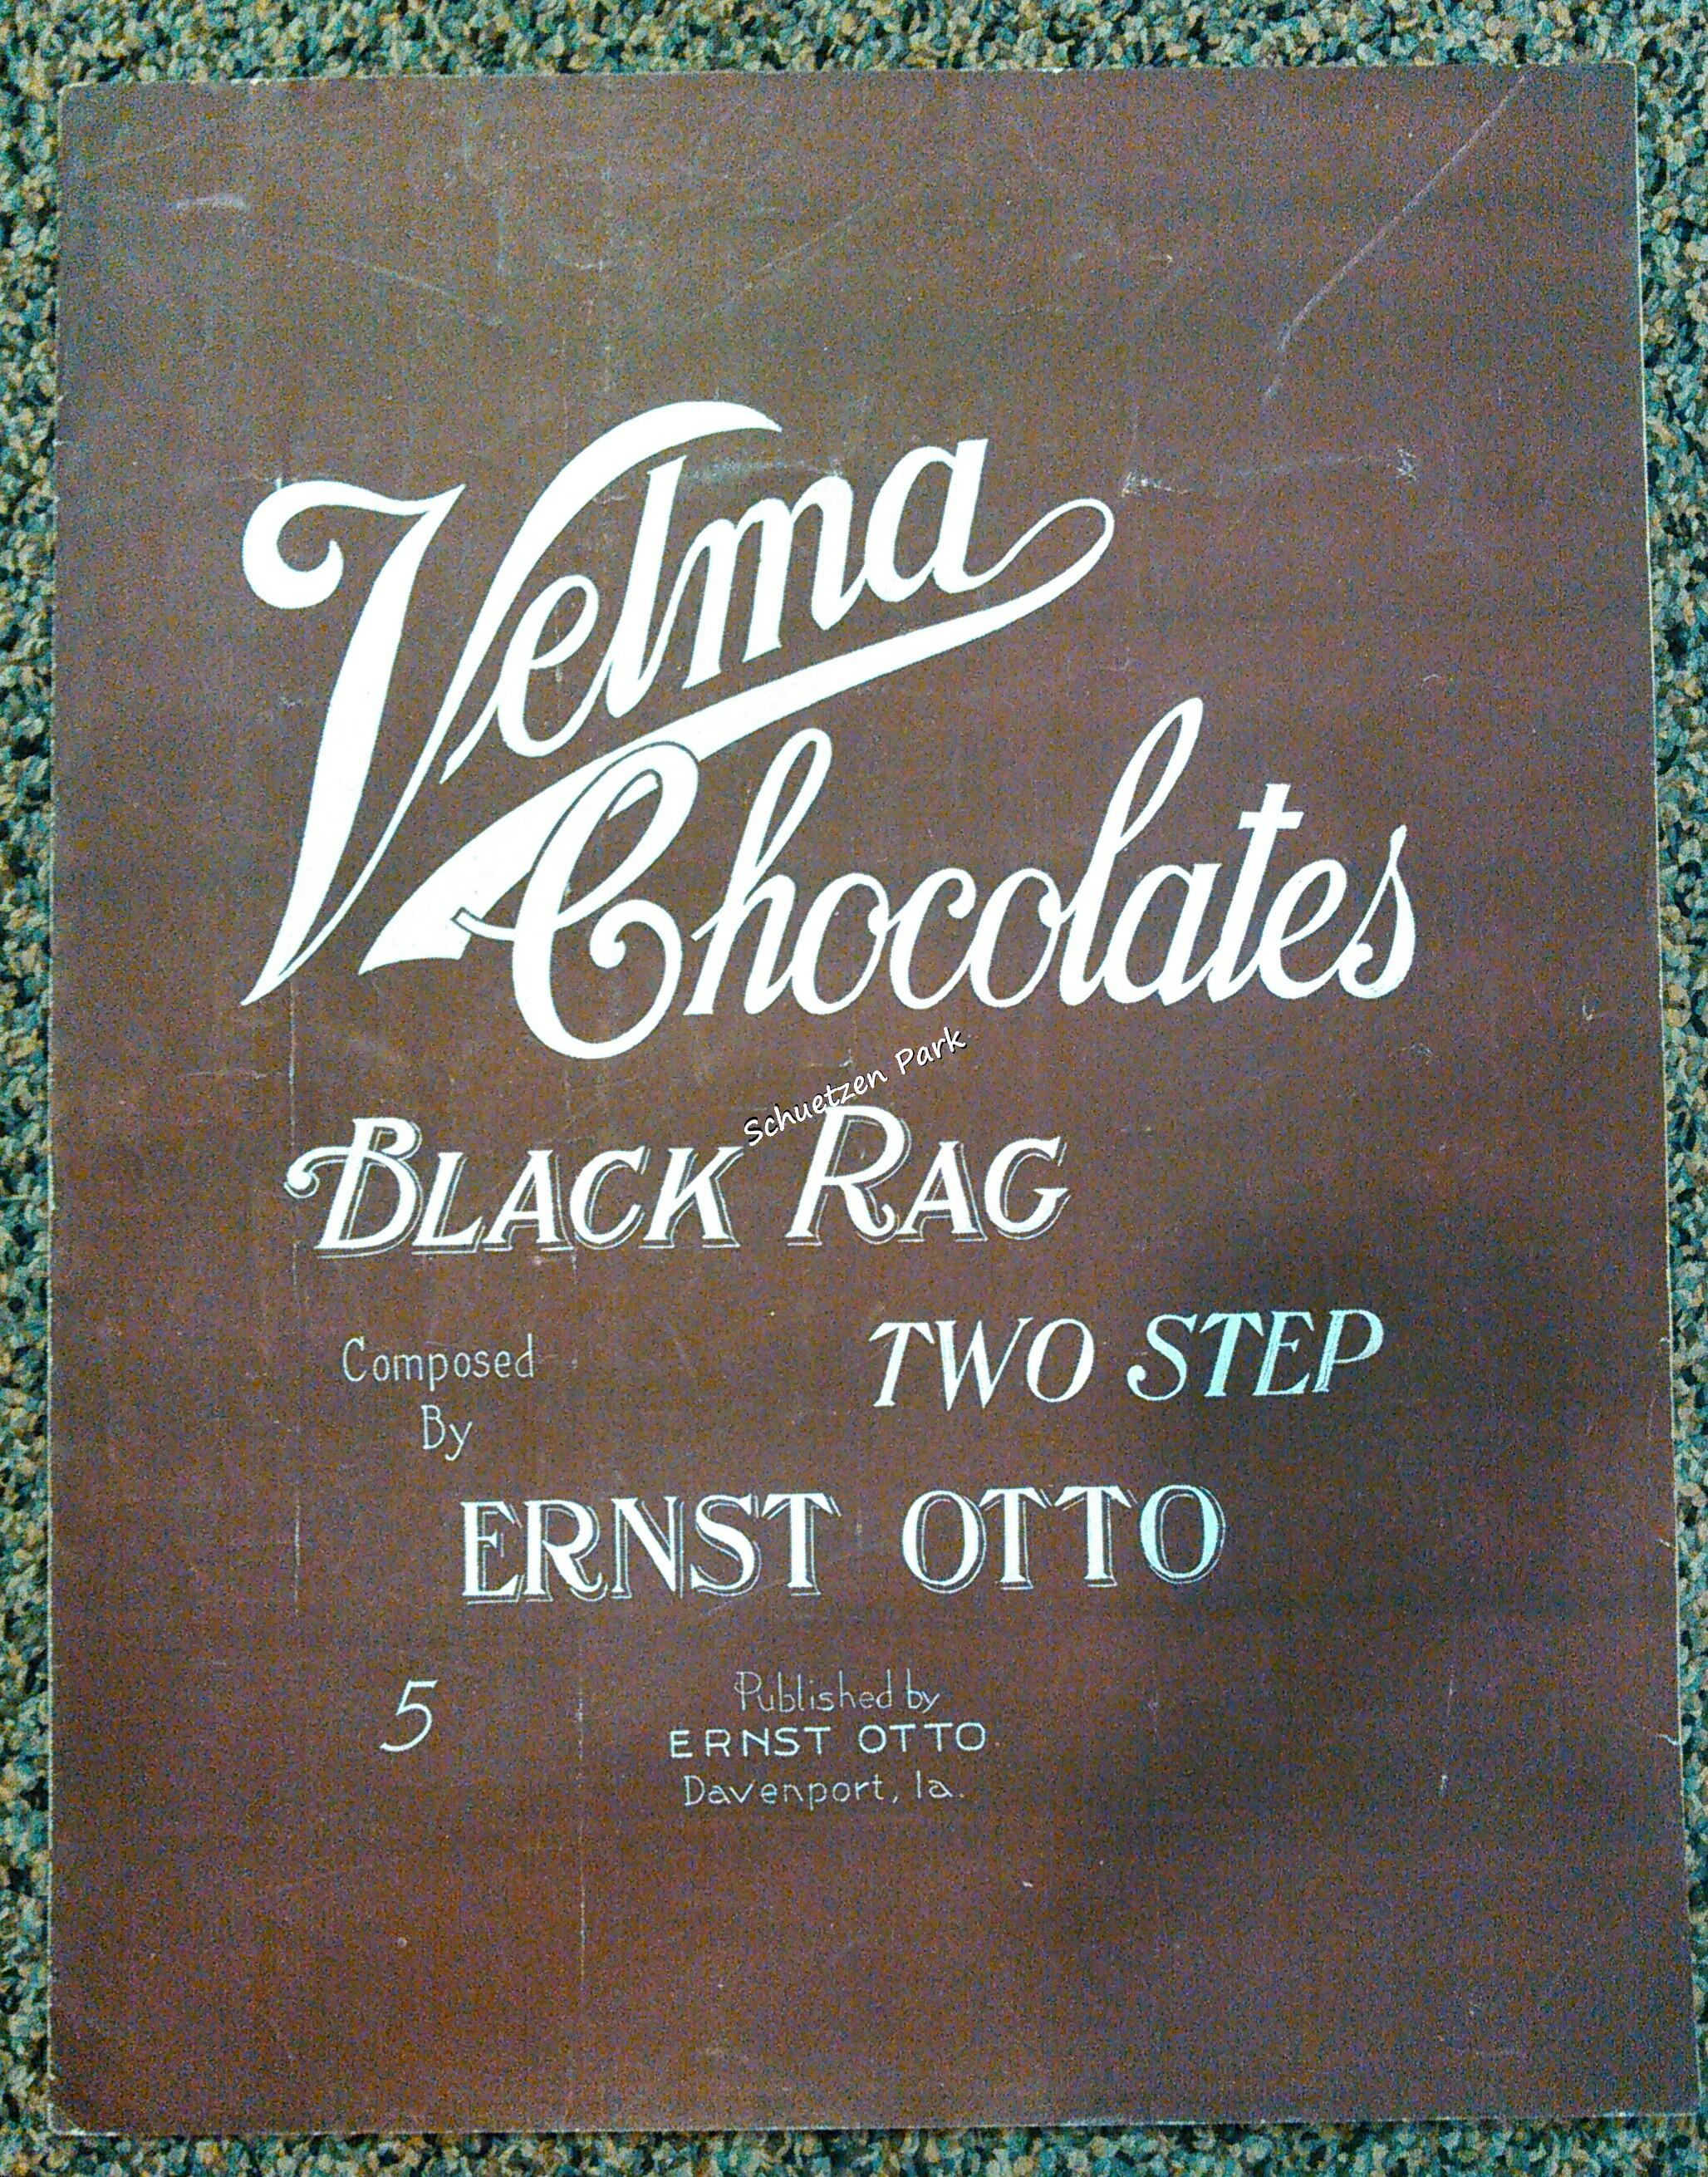 Velma
Chocolates
Schuetzen Park
BLACK RAG
TWO STEP
Composed
By
ERNST OTTO
5
Published by
ERNST OTTO.
Davenport, Ia.